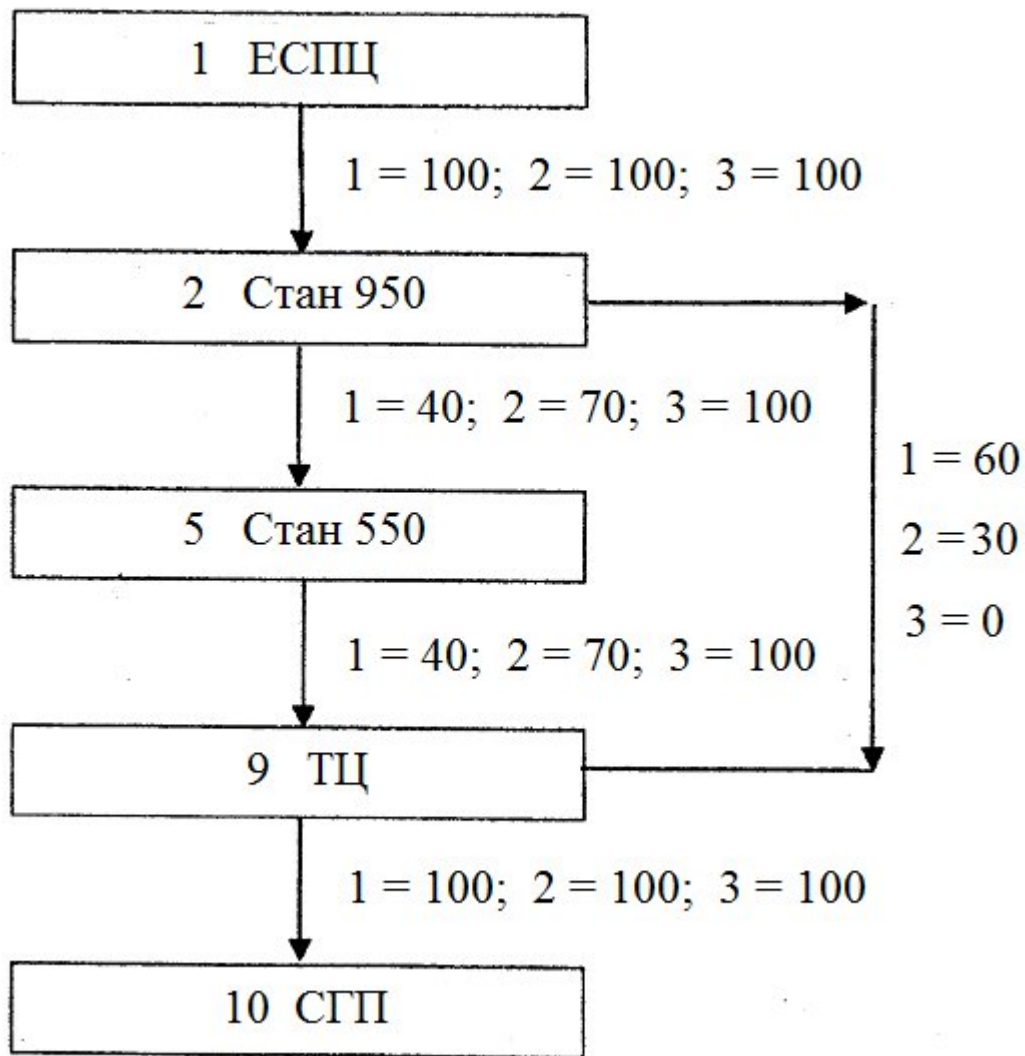 1 ЕСПЦ
1 = 100; 2 = 100; 3 = 100
2 Стан 950
1 = 40; 2 = 70; 3 = 100
1 = 60
2 = 30
3 = 0
5 Стан 550
1 = 40; 2 = 70; 3 = 100
9 ТЦ
1 = 100; 2 = 100; 3 = 100
10 СГП